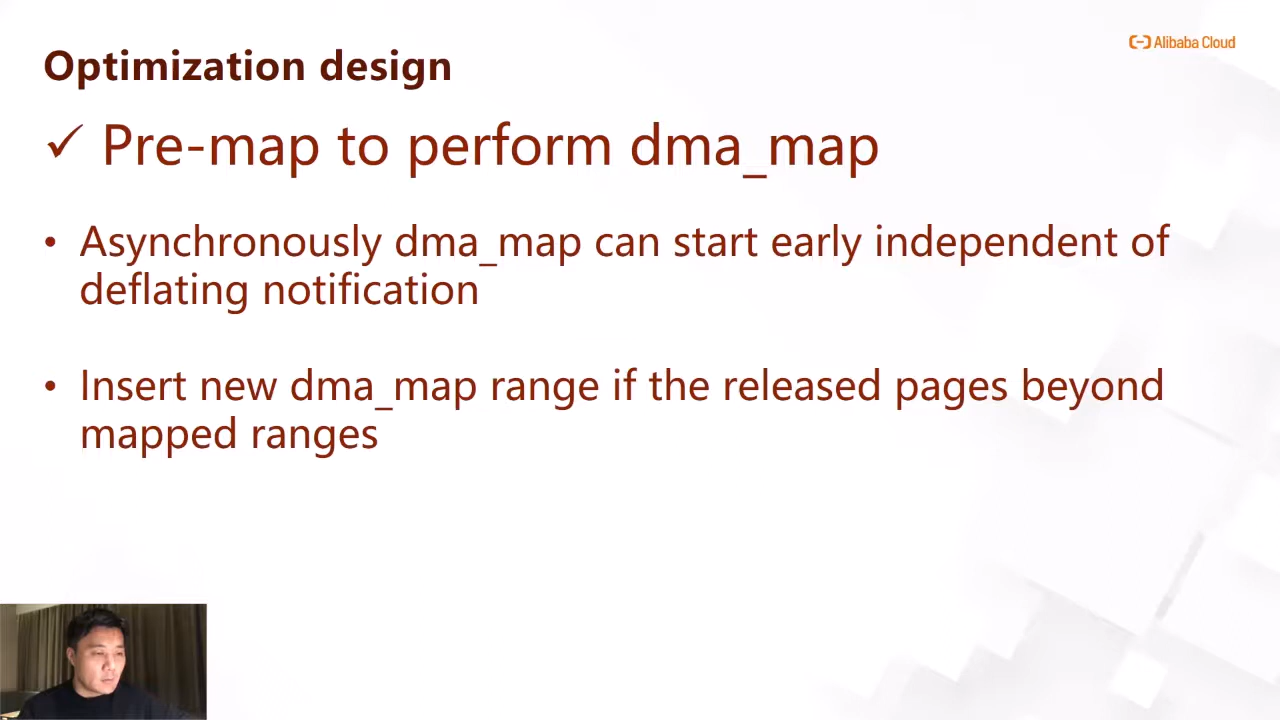 Optimization design
Alibaba Cloud
✓ Pre-map to perform dma_map
• Asynchronously dma_map can start early independent of
deflating notification
• Insert new dma_map range if the released pages beyond
mapped ranges